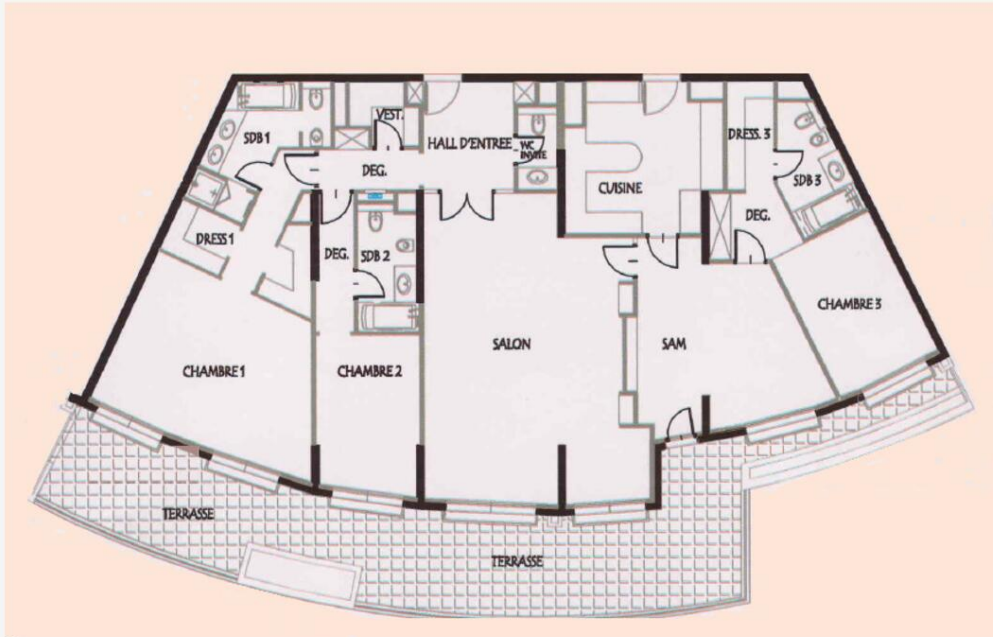 SDB 1
VEST.
HALL D'ENTREE
WC
INVITE
DEG.
CUISINE
DRESS. 3
SDB 3
DEG.
DRESS 1
DEG.
SDB 2
CHAMBRE 3
SALON
SAM
CHAMBRE 1
CHAMBRE 2
TERRASSE
TERRASSE